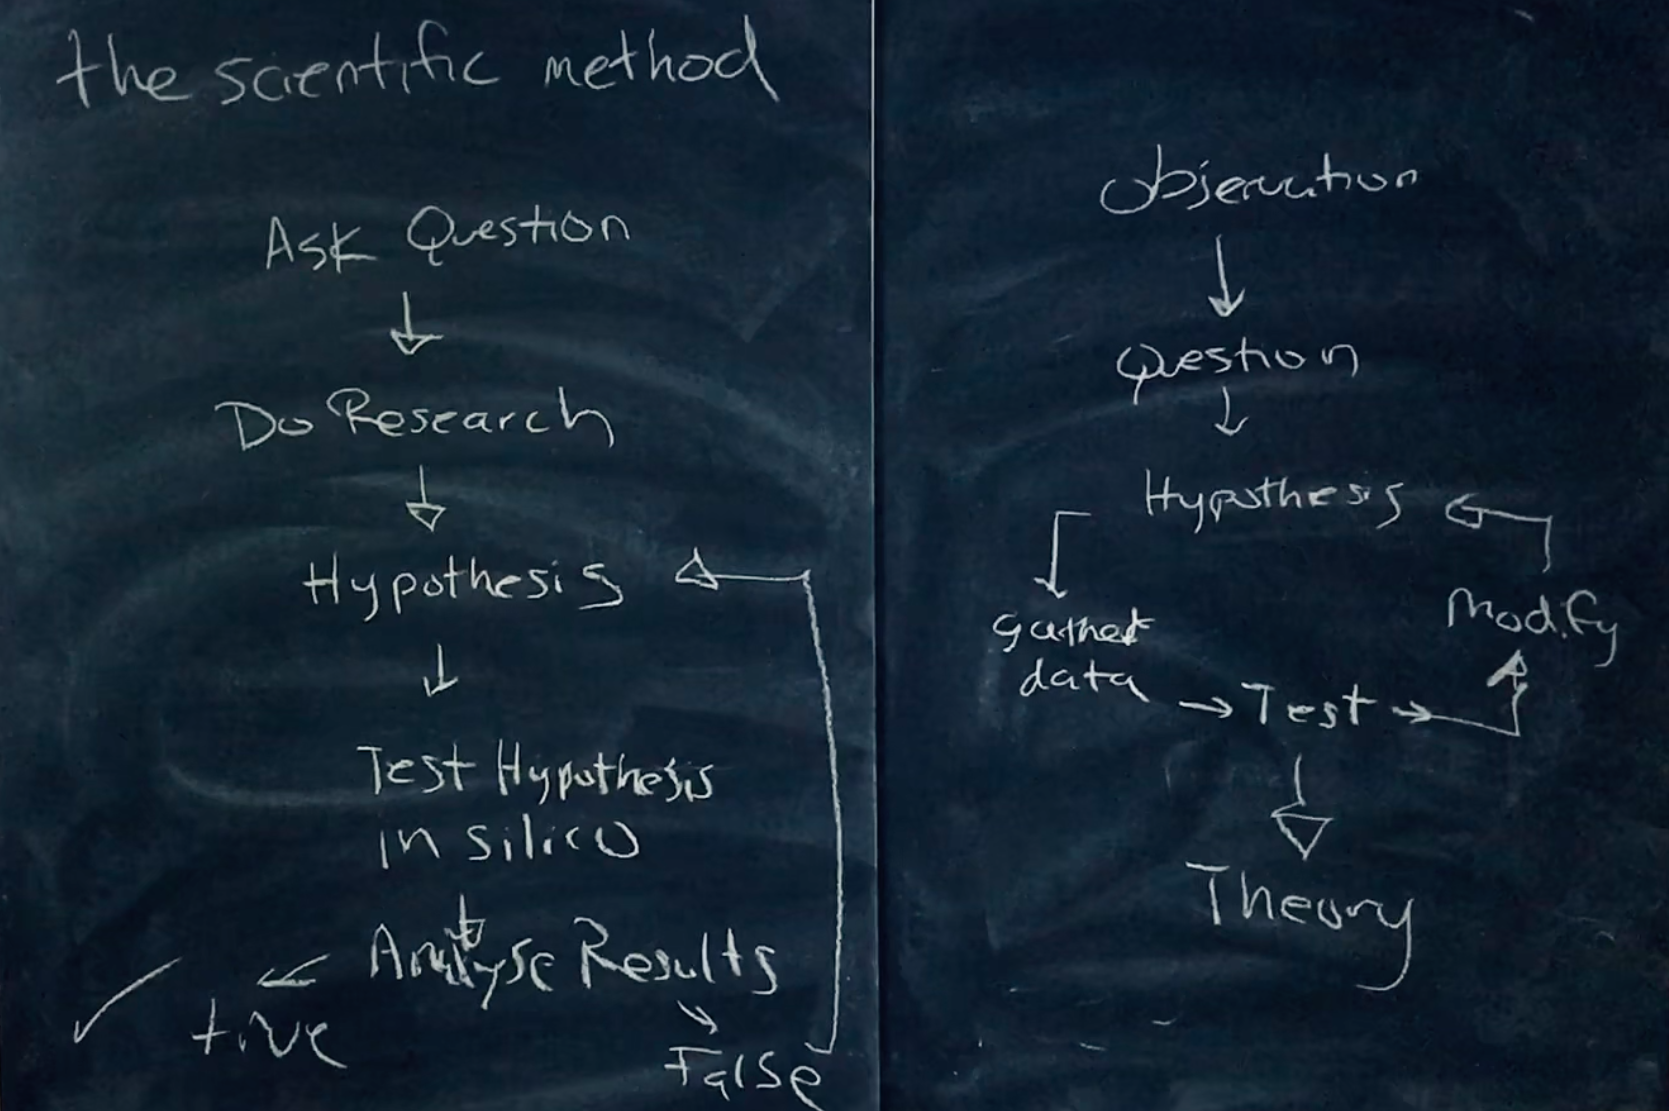 the scientific method
Ask Question
Do Research
Hypothesis
Test Hypothesis
in silico
Analyse Results
+ive
False
Observation
Question
Hypothesis
gather
data
Test
Modify
Theory